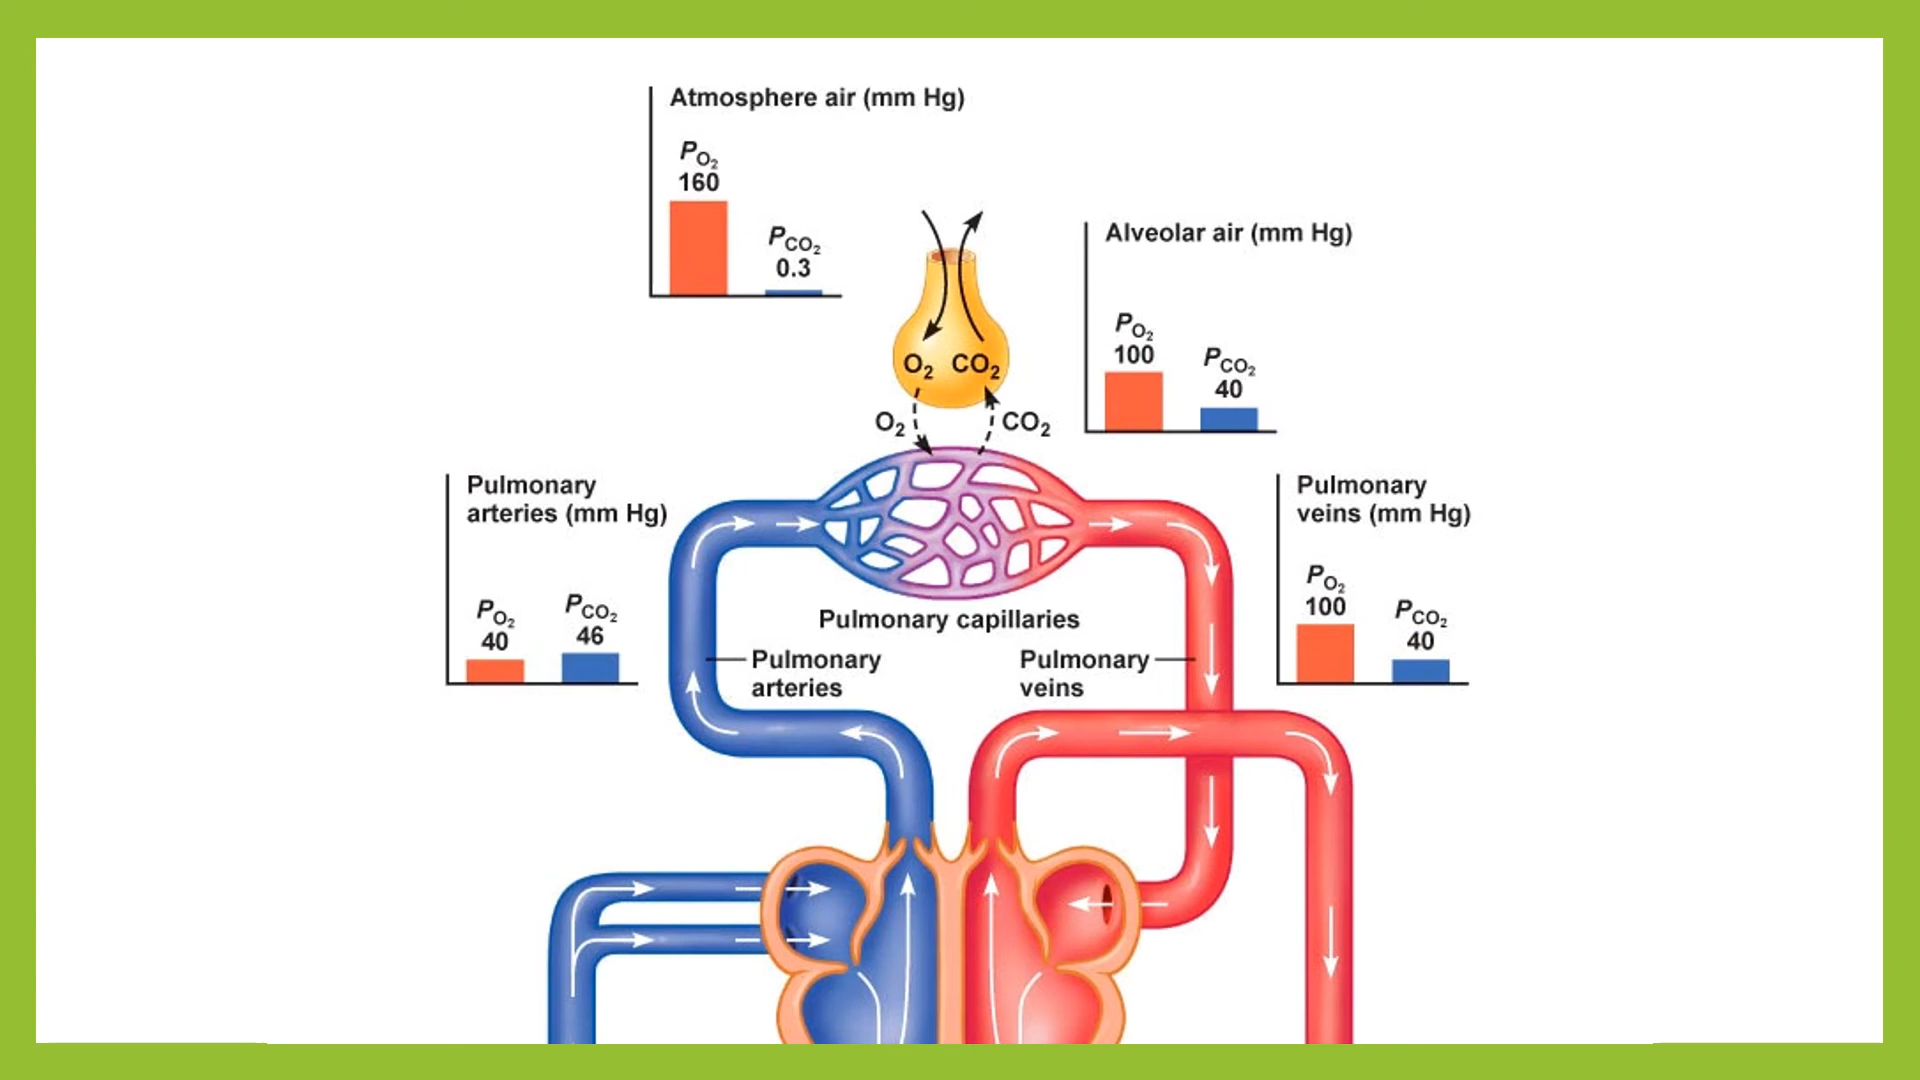 Atmosphere air (mm Hg)
PO₂
160
PCO₂
0.3
Alveolar air (mm Hg)
PO₂
100
PCO₂
40
O₂ CO₂
O₂ CO₂
Pulmonary
arteries (mm Hg)
PO₂
40
PCO₂
46
Pulmonary
veins (mm Hg)
PO₂
100
PCO₂
40
Pulmonary capillaries
Pulmonary
arteries
Pulmonary
veins